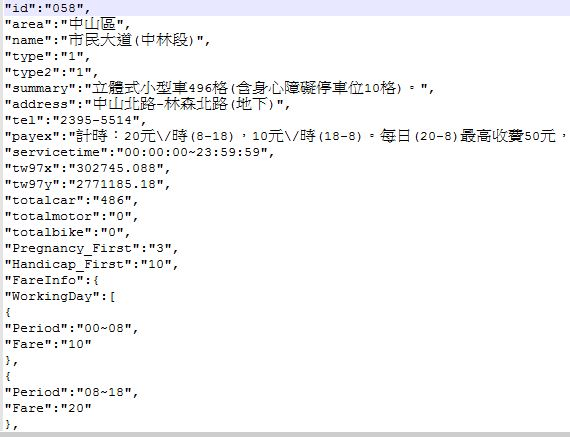 "id":"058",
"area":"中山區",
"name":"市民大道(中林段)",
"type":"1",
"type2":"1",
"summary":"立體式小型車496格(含身心障礙停車位10格)。",
"address":"中山北路-林森北路(地下)",
"tel":"2395-5514",
"payex":"計時：20元\/時(8-18)，10元\/時(18-8)。每日(20-8)最高收費50元，
"servicetime":"00:00:00~23:59:59",
"tw97x":"302745.088",
"tw97y":"2771185.18",
"totalcar":"486",
"totalmotor":"0",
"totalbike":"0",
"Pregnancy_First":"3",
"Handicap_First":"10",
"FareInfo":{
"WorkingDay":[
{
"Period":"00~08",
"Fare":"10"
},
{
"Period":"08~18",
"Fare":"20"
},